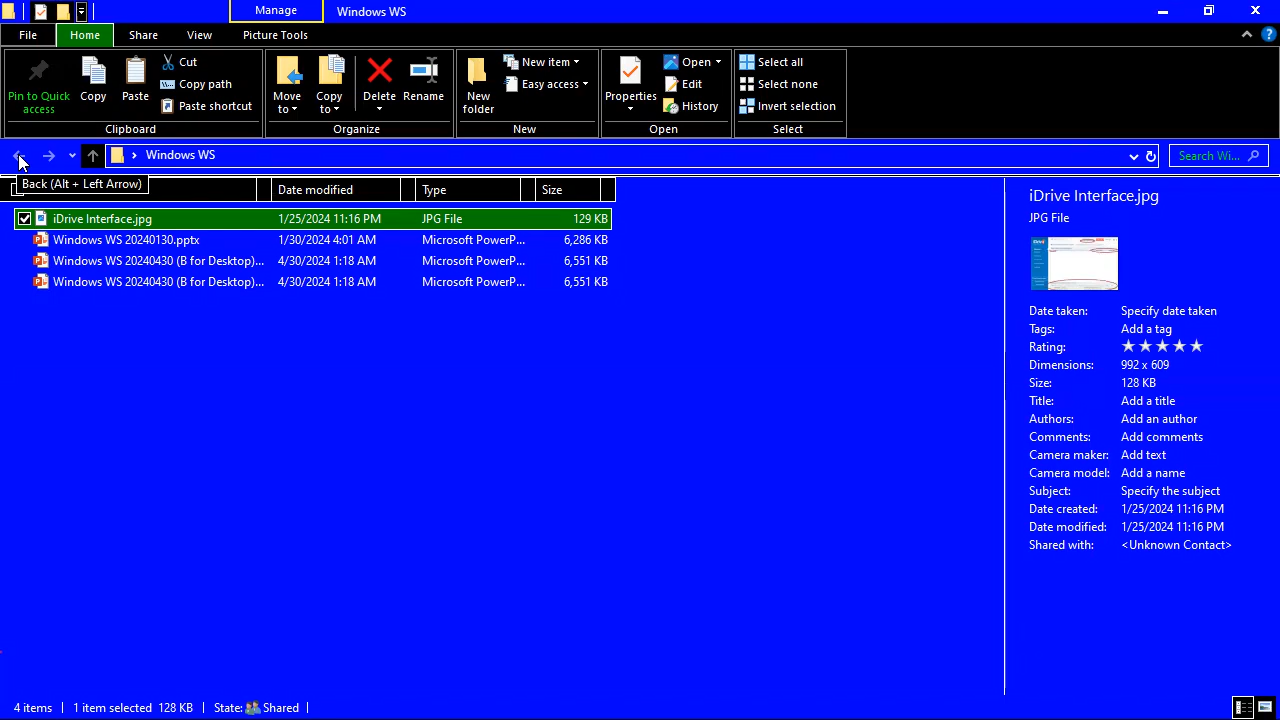 Manage
Windows WS
File
Home
Share
View
Picture Tools
Pin to Quick access
Copy
Paste
Cut
Copy path
Paste shortcut
Clipboard
Move to
Copy to
Delete
Rename
Organize
New folder
New item
Easy access
New
Properties
Open
Edit
History
Open
Select all
Select none
Invert selection
Select
Windows WS
Search Wi...
Back (Alt + Left Arrow)
Date modified
Type
Size
iDrive Interface.jpg 1/25/2024 11:16 PM JPG File 129 KB
Windows WS 20240130.pptx 1/30/2024 4:01 AM Microsoft PowerP... 6,286 KB
Windows WS 20240430 (B for Desktop)... 4/30/2024 1:18 AM Microsoft PowerP... 6,551 KB
Windows WS 20240430 (B for Desktop)... 4/30/2024 1:18 AM Microsoft PowerP... 6,551 KB
iDrive Interface.jpg
JPG File
Date taken: Specify date taken
Tags: Add a tag
Rating:
Dimensions: 992 x 609
Size: 128 KB
Title: Add a title
Authors: Add an author
Comments: Add comments
Camera maker: Add text
Camera model: Add a name
Subject: Specify the subject
Date created: 1/25/2024 11:16 PM
Date modified: 1/25/2024 11:16 PM
Shared with: <Unknown Contact>
4 items
1 item selected 128 KB
State: Shared